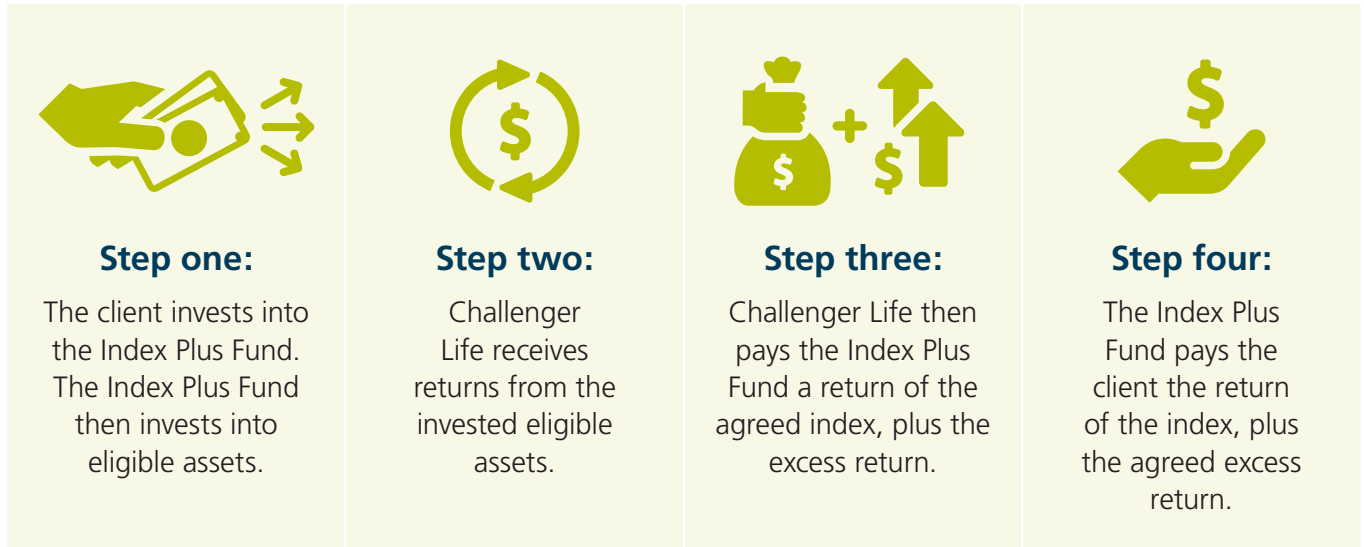 Step one:
The client invests into
the Index Plus Fund.
The Index Plus Fund
then invests into
eligible assets.
$
Step two:
Challenger
Life receives
returns from the
invested eligible
assets.
$
+
$
Step three:
Challenger Life then
pays the Index Plus
Fund a return of the
agreed index, plus the
excess return.
$
Step four:
The Index Plus
Fund pays the
client the return
of the index, plus
the agreed excess
return.